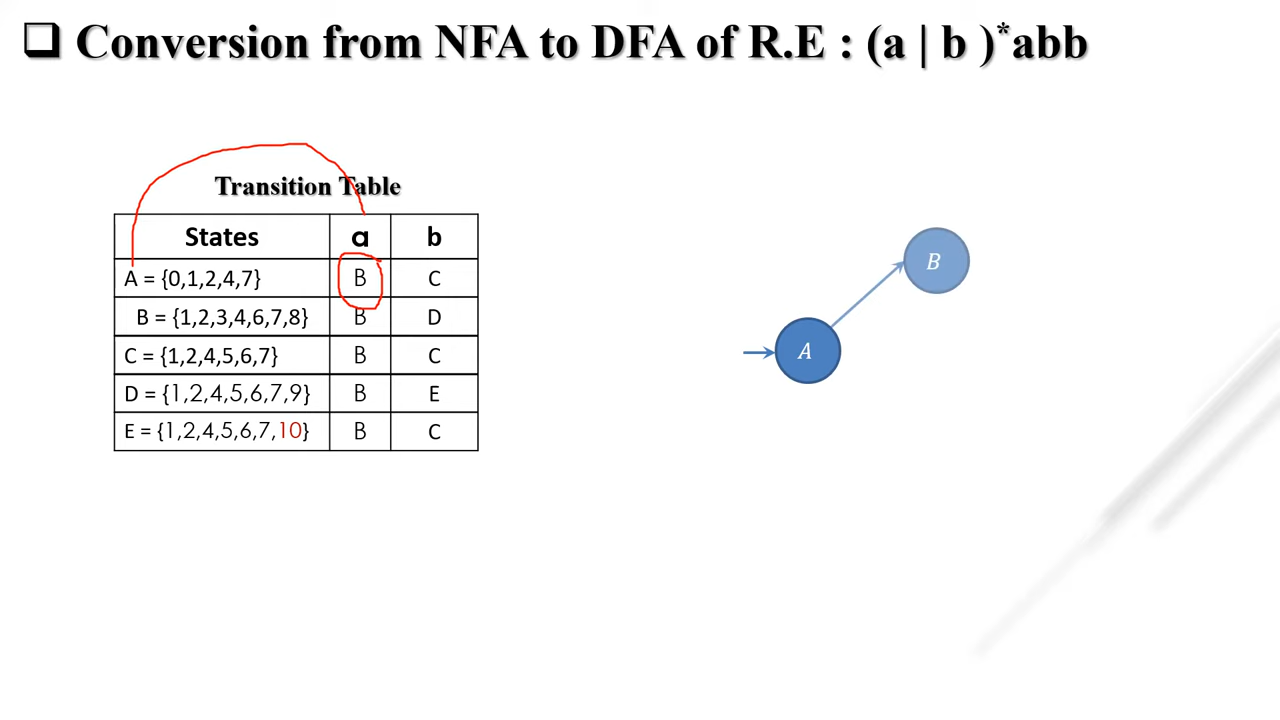 ❑ Conversion from NFA to DFA of R.E : (a | b )*abb
Transition Table
States a b
A = {0,1,2,4,7} B C
B = {1,2,3,4,6,7,8} B D
C = {1,2,4,5,6,7} B C
D = {1,2,4,5,6,7,9} B E
E = {1,2,4,5,6,7,10} B C
B
A